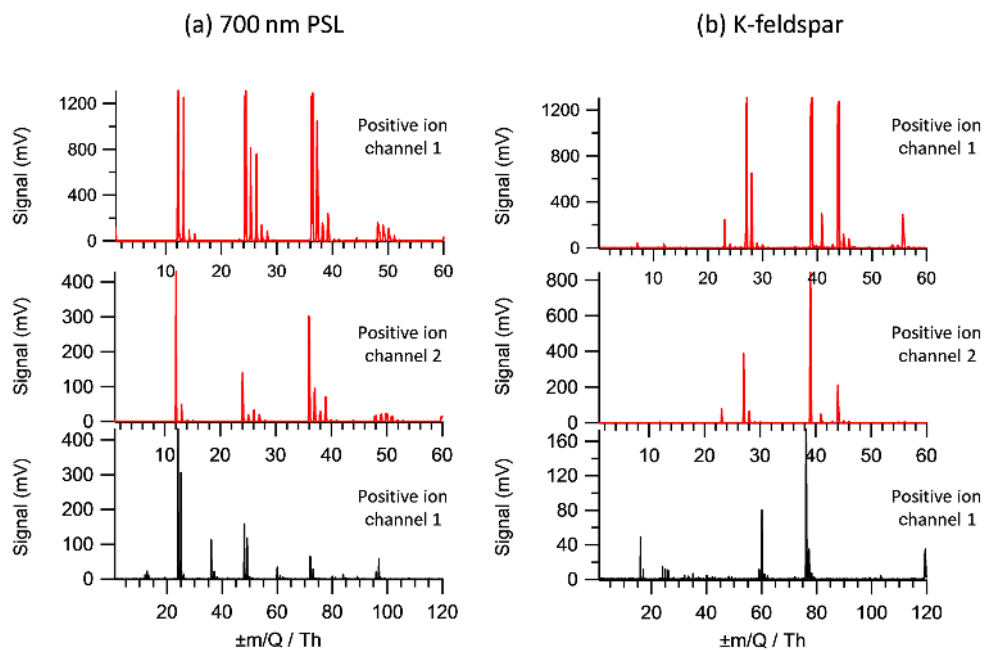 (a) 700 nm PSL
(b) K-feldspar
Signal (mV)
1200
800
400
0
Positive ion
channel 1
10 20 30 40 50 60
Signal (mV)
400
300
200
100
0
Positive ion
channel 2
10 20 30 40 50 60
Signal (mV)
400
300
200
100
0
Positive ion
channel 1
20 40 60 80 100 120
±m/Q / Th
Signal (mV)
1200
800
400
0
Positive ion
channel 1
10 20 30 40 50 60
Signal (mV)
800
600
400
200
0
Positive ion
channel 2
10 20 30 40 50 60
Signal (mV)
160
120
80
40
0
Positive ion
channel 1
20 40 60 80 100 120
±m/Q / Th